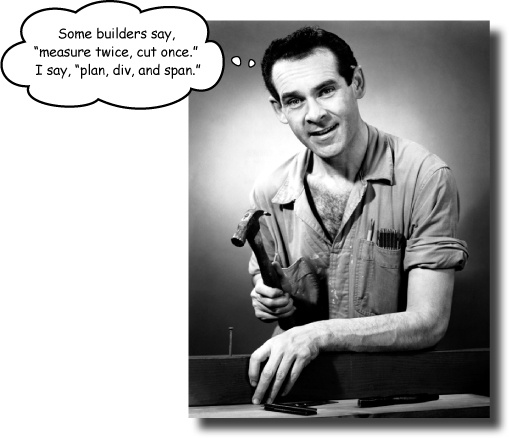 Some builders say,
“measure twice, cut once.”
I say, “plan, div, and span.”